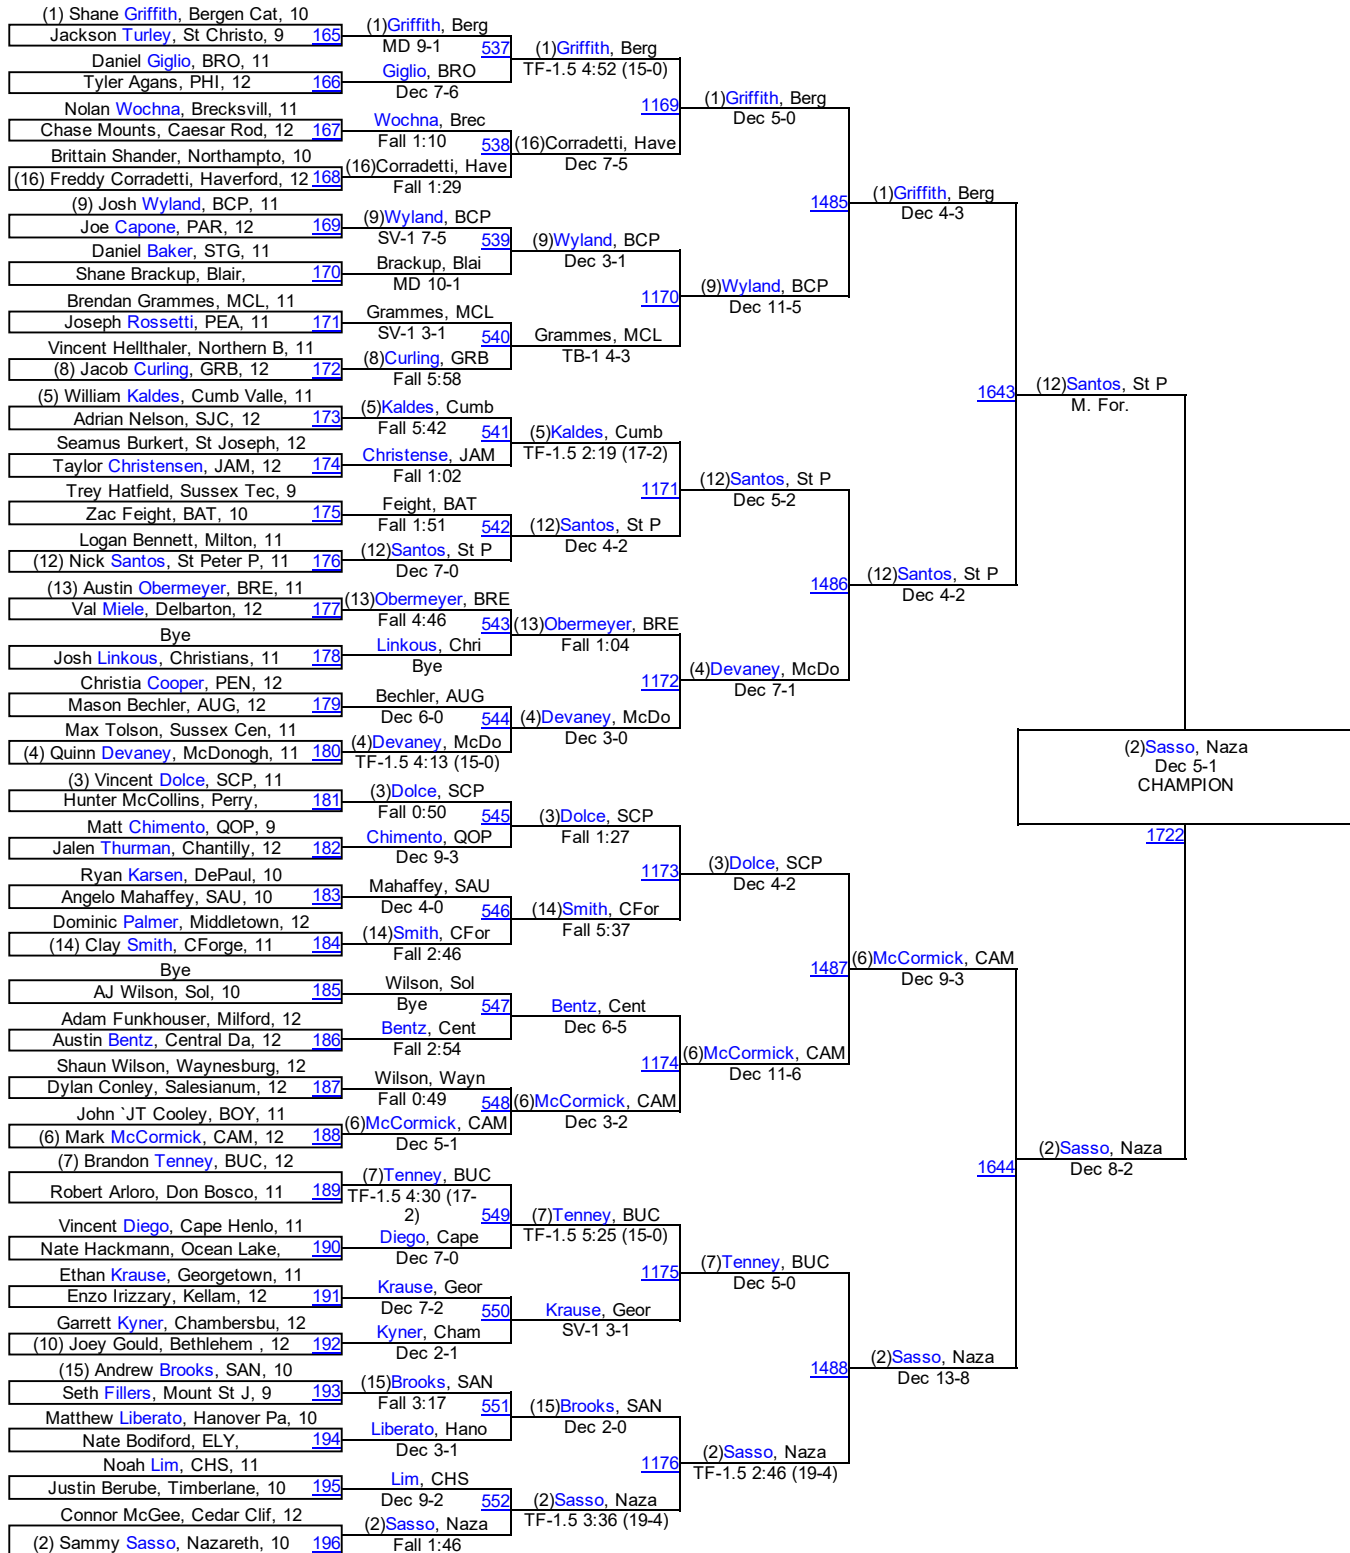 (1) Shane Griffith, Bergen Cat, 10
Jackson Turley, St Christo, 9 165
Daniel Giglio, BRO, 11
Tyler Agans, PHI, 12 166
Nolan Wochna, Brecksvill, 11
Chase Mounts, Caesar Rod, 12 167
Brittain Shander, Northampto, 10
(16) Freddy Corradetti, Haverford, 12 168
(9) Josh Wyland, BCP, 11
Joe Capone, PAR, 12 169
Daniel Baker, STG, 11
Shane Brackup, Blair, 170
Brendan Grammes, MCL, 11
Joseph Rossetti, PEA, 11 171
Vincent Hellthaler, Northern B, 11
(8) Jacob Curling, GRB, 12 172
(5) William Kaldes, Cumb Valle, 11
Adrian Nelson, SJC, 12 173
Seamus Burkert, St Joseph, 12
Taylor Christensen, JAM, 12 174
Trey Hatfield, Sussex Tec, 9
Zac Feight, BAT, 10 175
Logan Bennett, Milton, 11
(12) Nick Santos, St Peter P, 11 176
(13) Austin Obermeyer, BRE, 11
Val Miele, Delbarton, 12 177
Bye
Josh Linkous, Christians, 11 178
Christia Cooper, PEN, 12
Mason Bechler, AUG, 12 179
Max Tolson, Sussex Cen, 11
(4) Quinn Devaney, McDonogh, 11 180
(3) Vincent Dolce, SCP, 11
Hunter McCollins, Perry, 181
Matt Chimento, QOP, 9
Jalen Thurman, Chantilly, 12 182
Ryan Karsen, DePaul, 10
Angelo Mahaffey, SAU, 10 183
Dominic Palmer, Middletown, 12
(14) Clay Smith, CForge, 11 184
Bye
AJ Wilson, Sol, 10 185
Adam Funkhouser, Milford, 12
Austin Bentz, Central Da, 12 186
Shaun Wilson, Waynesburg, 12
Dylan Conley, Salesianum, 12 187
John `JT Cooley, BOY, 11
(6) Mark McCormick, CAM, 12 188
(7) Brandon Tenney, BUC, 12
Robert Arloro, Don Bosco, 11 189
Vincent Diego, Cape Henlo, 11
Nate Hackmann, Ocean Lake, 190
Ethan Krause, Georgetown, 11
Enzo Irizzary, Kellam, 12 191
Garrett Kyner, Chambersbu, 12
(10) Joey Gould, Bethlehem , 12 192
(15) Andrew Brooks, SAN, 10
Seth Fillers, Mount St J, 9 193
Matthew Liberato, Hanover Pa, 10
Nate Bodiford, ELY, 194
Noah Lim, CHS, 11
Justin Berube, Timberlane, 10 195
Connor McGee, Cedar Clif, 12
(2) Sammy Sasso, Nazareth, 10 196
(1)Griffith, Berg
MD 9-1 537
Giglio, BRO
Dec 7-6
Wochna, Brec
Fall 1:10 538
(16)Corradetti, Have
Fall 1:29
(9)Wyland, BCP
SV-1 7-5 539
Brackup, Blai
MD 10-1
Grammes, MCL
SV-1 3-1 540
(8)Curling, GRB
Fall 5:58
(5)Kaldes, Cumb
Fall 5:42 541
Christense, JAM
Fall 1:02
Feight, BAT
Fall 1:51 542
(12)Santos, St P
Dec 7-0
(13)Obermeyer, BRE
Fall 4:46 543
Linkous, Chri
Bye
Bechler, AUG
Dec 6-0 544
(4)Devaney, McDo
TF-1.5 4:13 (15-0)
(3)Dolce, SCP
Fall 0:50 545
Chimento, QOP
Dec 9-3
Mahaffey, SAU
Dec 4-0 546
(14)Smith, CFor
Fall 2:46
Wilson, Sol
Bye 547
Bentz, Cent
Fall 2:54
Wilson, Wayn
Fall 0:49 548
(6)McCormick, CAM
Dec 5-1
(7)Tenney, BUC
TF-1.5 4:30 (17-
2) 549
Diego, Cape
Dec 7-0
Krause, Geor
Dec 7-2 550
Kyner, Cham
Dec 2-1
(15)Brooks, SAN
Fall 3:17 551
Liberato, Hano
Dec 3-1
Lim, CHS
Dec 9-2 552
(2)Sasso, Naza
Fall 1:46
(1)Griffith, Berg
TF-1.5 4:52 (15-0)
1169
(16)Corradetti, Have
Dec 7-5
(9)Wyland, BCP
Dec 3-1
1170
Grammes, MCL
TB-1 4-3
(5)Kaldes, Cumb
TF-1.5 2:19 (17-2)
1171
(12)Santos, St P
Dec 4-2
(13)Obermeyer, BRE
Fall 1:04
1172
(4)Devaney, McDo
Dec 3-0
(3)Dolce, SCP
Fall 1:27
1173
(14)Smith, CFor
Fall 5:37
Bentz, Cent
Dec 6-5
1174
(6)McCormick, CAM
Dec 3-2
(7)Tenney, BUC
TF-1.5 5:25 (15-0)
1175
Krause, Geor
SV-1 3-1
(15)Brooks, SAN
Dec 2-0
1176
(2)Sasso, Naza
TF-1.5 3:36 (19-4)
(1)Griffith, Berg
Dec 5-0
1485
(9)Wyland, BCP
Dec 11-5
(12)Santos, St P
Dec 5-2
1486
(4)Devaney, McDo
Dec 7-1
(3)Dolce, SCP
Dec 4-2
1487
(6)McCormick, CAM
Dec 11-6
(7)Tenney, BUC
Dec 5-0
1488
(2)Sasso, Naza
TF-1.5 2:46 (19-4)
(1)Griffith, Berg
Dec 4-3
1643
(12)Santos, St P
Dec 4-2
(6)McCormick, CAM
Dec 9-3
1644
(2)Sasso, Naza
Dec 13-8
(12)Santos, St P
M. For.
(2)Sasso, Naza
Dec 8-2
(2)Sasso, Naza
Dec 5-1
CHAMPION
1722